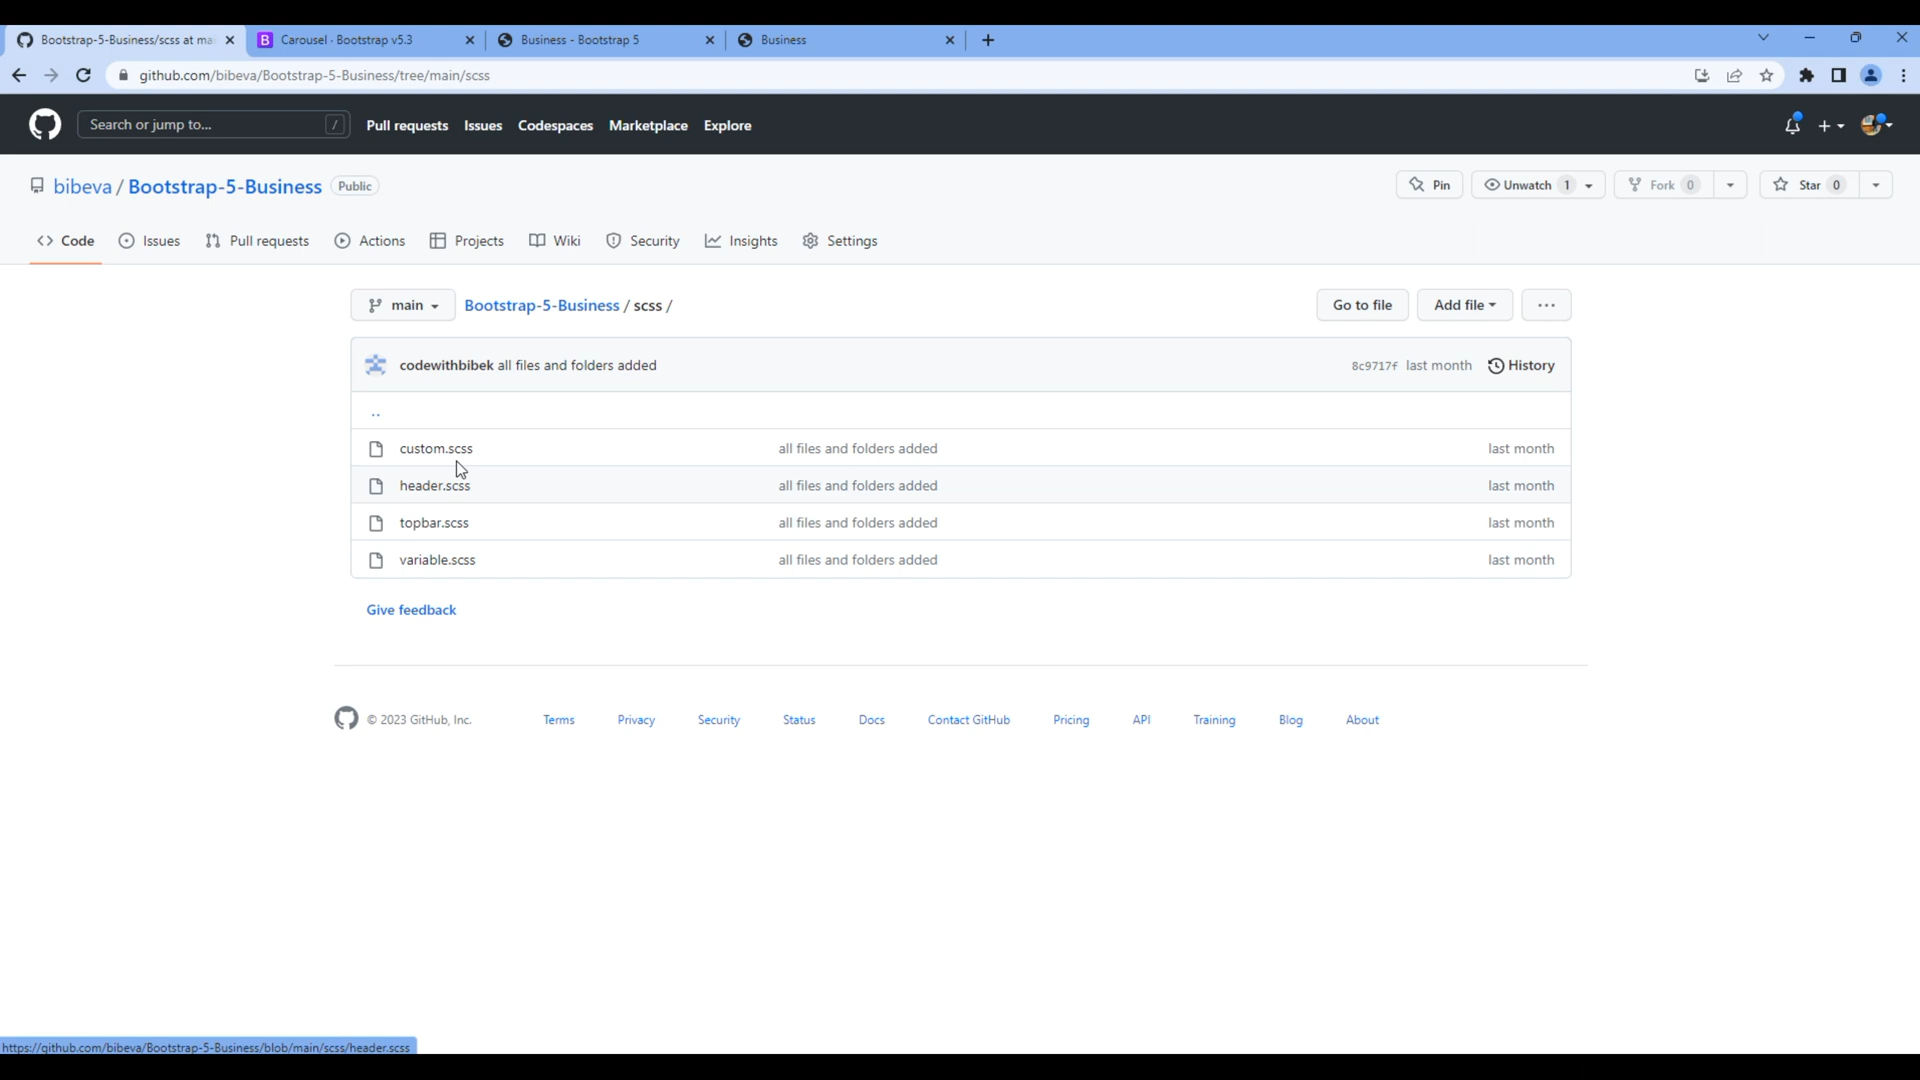 Bootstrap-5-Business/scss at ma
Carousel · Bootstrap v5.3
Business - Bootstrap 5
Business
github.com/bibeva/Bootstrap-5-Business/tree/main/scss
Search or jump to... /
Pull requests Issues Codespaces Marketplace Explore
bibeva / Bootstrap-5-Business Public
Pin
Unwatch 1
Fork 0
Star 0
Code Issues Pull requests Actions Projects Wiki Security Insights Settings
main
Bootstrap-5-Business / scss /
Go to file
Add file
codewithbibek all files and folders added
8c9717f last month History
..
custom.scss all files and folders added last month
header.scss all files and folders added last month
topbar.scss all files and folders added last month
variable.scss all files and folders added last month
Give feedback
© 2023 GitHub, Inc. Terms Privacy Security Status Docs Contact GitHub Pricing API Training Blog About
https://github.com/bibeva/Bootstrap-5-Business/blob/main/scss/header.scss